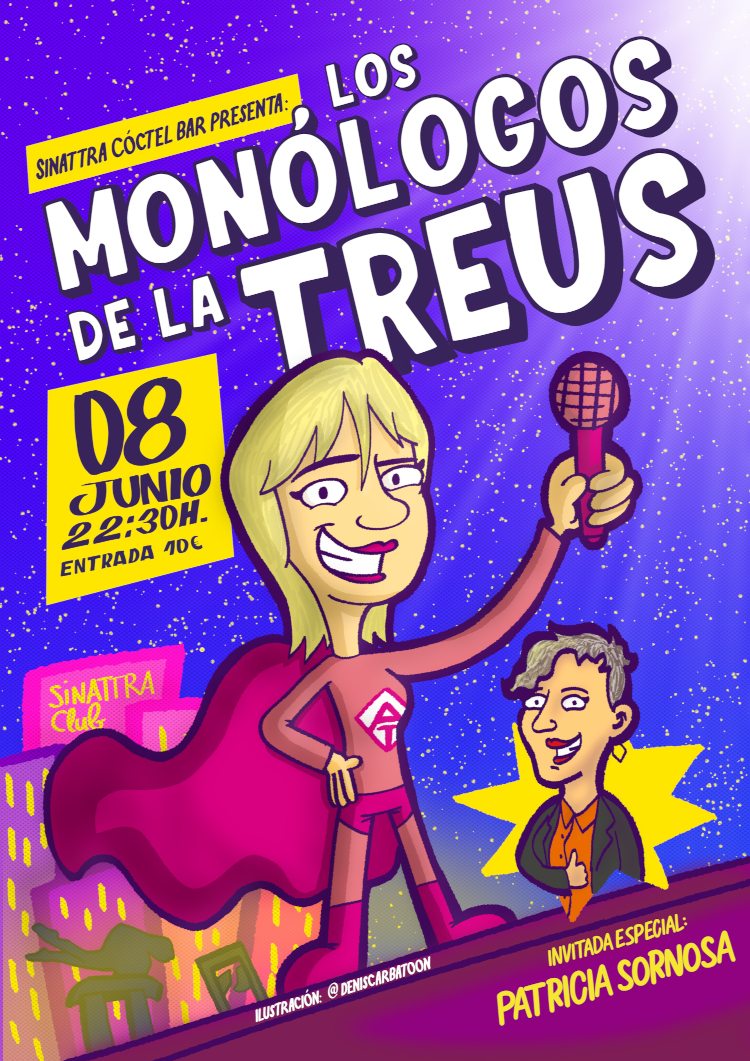 SINATTRA CÓCTEL BAR PRESENTA:
LOS
MONÓLOGOS
DE LA TREUS
08
JUNIO
22:30H.
ENTRADA 10€
SINATTRA
Club
AT
INVITADA ESPECIAL:
PATRICIA SORNOSA
ILUSTRACIÓN: @DENISCARBATOON